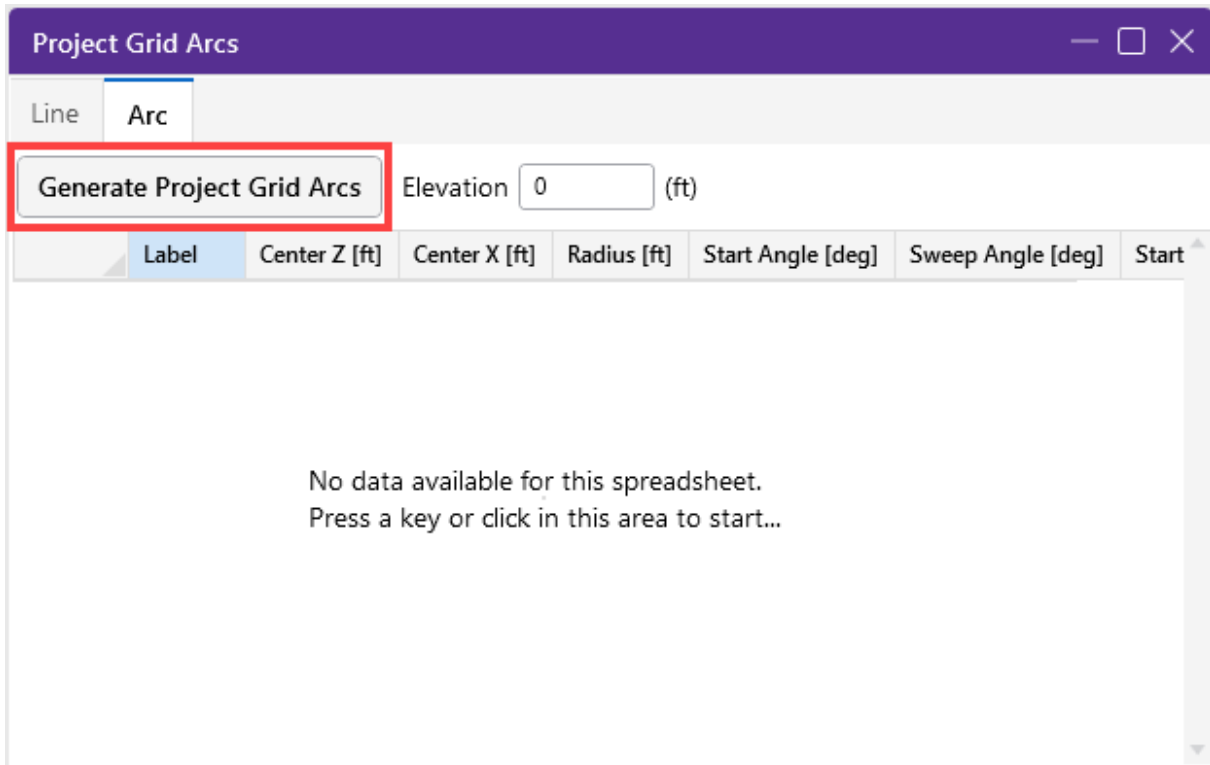 Project Grid Arcs
Line Arc
Generate Project Grid Arcs Elevation 0 (ft)
Label Center Z [ft] Center X [ft] Radius [ft] Start Angle [deg] Sweep Angle [deg] Start
No data available for this spreadsheet.
Press a key or click in this area to start...